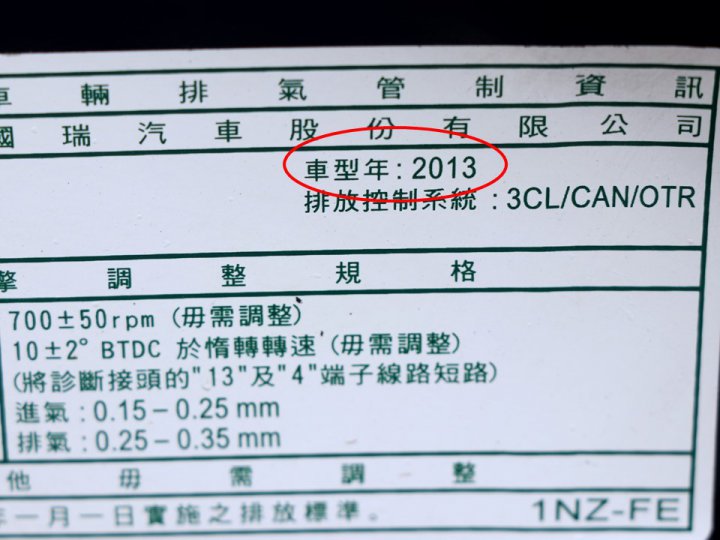 車輛排氣管制資訊
國瑞汽車股份有限公司
車型年:2013
排放控制系統:3CL/CAN/OTR
擎調整規格
700±50rpm (毋需調整)
10±2° BTDC 於惰轉轉速 (毋需調整)
(將診斷接頭的"13"及"4"端子線路短路)
進氣:0.15-0.25 mm
排氣:0.25-0.35 mm
他毋需調整
年一月一日實施之排放標準。 1NZ-FE